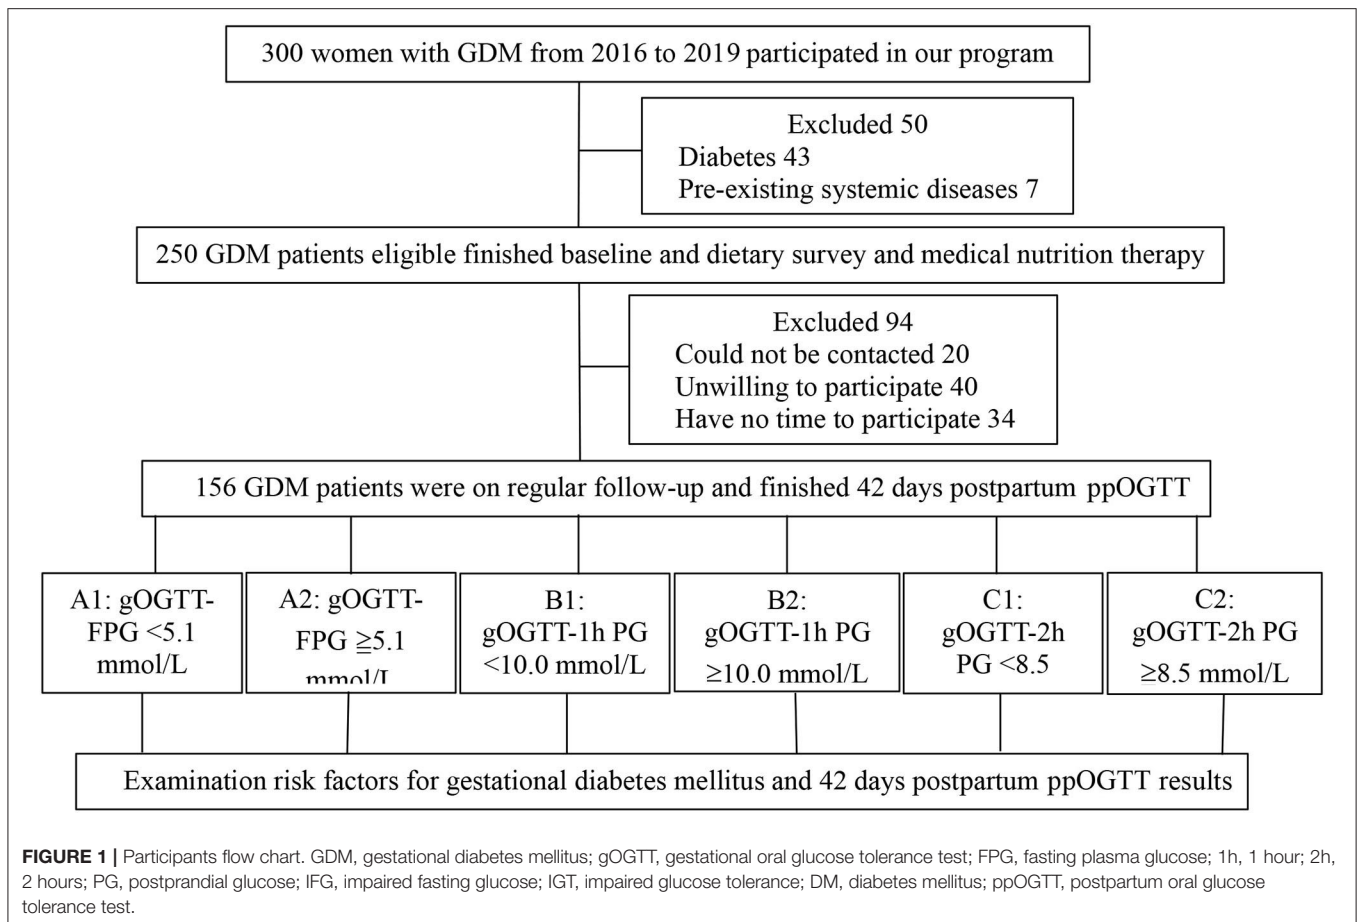 300 women with GDM from 2016 to 2019 participated in our program
Excluded 50
Diabetes 43
Pre-existing systemic diseases 7
250 GDM patients eligible finished baseline and dietary survey and medical nutrition therapy
Excluded 94
Could not be contacted 20
Unwilling to participate 40
Have no time to participate 34
156 GDM patients were on regular follow-up and finished 42 days postpartum ppOGTT
A1: gOGTT-
FPG <5.1
mmol/L
A2: gOGTT-
FPG ≧5.1
mmol/L
B1:
gOGTT-1h PG
<10.0 mmol/L
B2:
gOGTT-1h PG
≥10.0 mmol/L
C1:
gOGTT-2h
PG <8.5
C2:
gOGTT-2h PG
≥8.5 mmol/L
Examination risk factors for gestational diabetes mellitus and 42 days postpartum ppOGTT results
FIGURE 1 | Participants flow chart. GDM, gestational diabetes mellitus; gOGTT, gestational oral glucose tolerance test; FPG, fasting plasma glucose; 1h, 1 hour; 2h,
2 hours; PG, postprandial glucose; IFG, impaired fasting glucose; IGT, impaired glucose tolerance; DM, diabetes mellitus; ppOGTT, postpartum oral glucose
tolerance test.